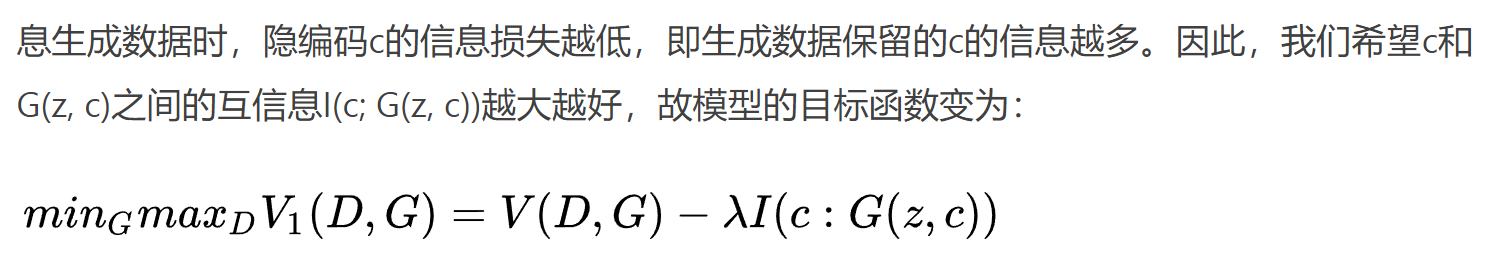 息生成数据时，隐编码c的信息损失越低，即生成数据保留的c的信息越多。因此，我们希望c和
G(z, c)之间的互信息I(c; G(z, c))越大越好，故模型的目标函数变为：
min_G max_D V_1(D, G) = V(D, G) − λI(c : G(z, c))